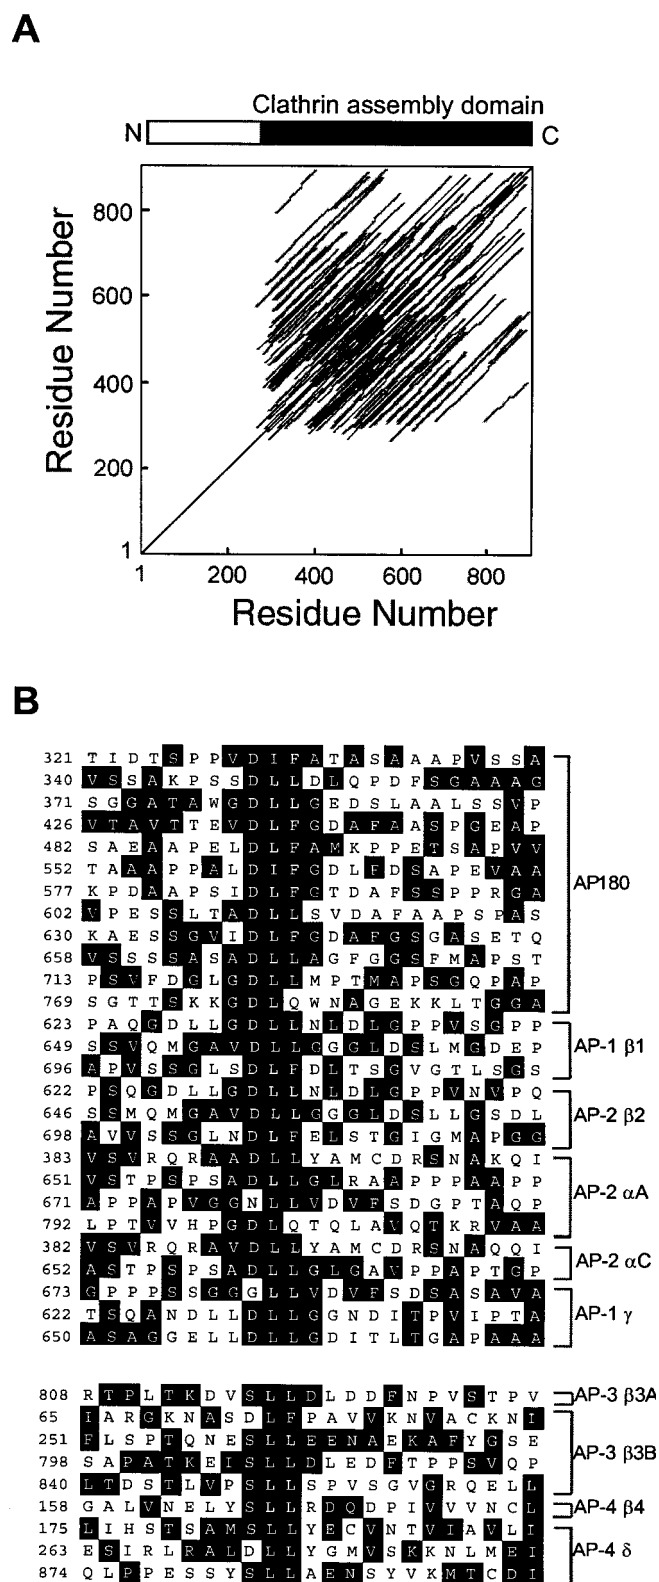 A
Clathrin assembly domain
N C
Residue Number
800
600
400
200
1
1 200 400 600 800
Residue Number
B
321 T I D T S P P V D I F A T A S A A A P V S S A
340 V S S A K P S S D L L D L Q P D F S G A A A G
371 S G G A T A W G D L L G E D S L A A L S S V P
426 V T A V T T E V D L F G D A F A A S P G E A P
482 S A E A A P E L D L F A M K P P E T S A P V V
552 T A A A P P A L D I F G D L F D S A P E V A A
577 K P D A A P S I D L F G T D A F S S P P R G A
602 V P E S S L T A D L L S V D A F A A P S P A S
630 K A E S S G V I D L F G D A F G S G A S E T Q
658 V S S S S A S A D L L A G F G G S F M A P S T
713 P S V F D G L G D L L M P T M A P S G Q P A P
769 S G T T S K K G D L Q W N A G E K K L T G G A
AP180
623 P A Q G D L L G D L L N L D L G P P V S G P P
649 S S V Q M G A V D L L G G G L D S L M G D E P
696 A P V S S G L S D L F D L T S G V G T L S G S
AP-1 β1
622 P S Q G D L L G D L L N L D L G P P V N V P Q
646 S S M Q M G A V D L L G G G L D S L L G S D L
698 A V V S S G L N D L F E L S T G I G M A P G G
AP-2 β2
383 V S V R Q R A A D L L Y A M C D R S N A K Q I
651 V S T P S P S A D L L G L R A A P P P A A P P
671 A P P A P V G G N L L V D V F S D G P T A Q P
792 L P T V V H P G D L Q T Q L A V Q T K R V A A
AP-2 αA
382 V S V R Q R A V D L L Y A M C D R S N A Q Q I
652 A S T P S P S A D L L G L G A V P P A P T G P
AP-2 αC
673 G P P P S S G G G L L V D V F S D S A S A V A
622 T S Q A N D L L D L L G G N D I T P V I P T A
650 A S A G G E L L D L L G D I T L T G A P A A A
AP-1 γ
808 R T P L T K D V S L L D L D D F N P V S T P V
AP-3 β3A
65 I A R G K N A S D L F P A V V K N V A C K N I
251 F L S P T Q N E S L L E E N A E K A F Y G S E
798 S A P A T K E I S L L D L E D F T P P S V Q P
840 L T D S T L V P S L L S P V S G V G R Q E L L
AP-3 β3B
158 G A L V N E L Y S L L R D Q D P I V V V N C L
AP-4 β4
175 L I H S T S A M S L L Y E C V N T V I A V L I
263 E S I R L R A L D L L Y G M V S K K N L M E I
874 Q L P P E S S Y S L L A E N S Y V K M T C D I
AP-4 δ